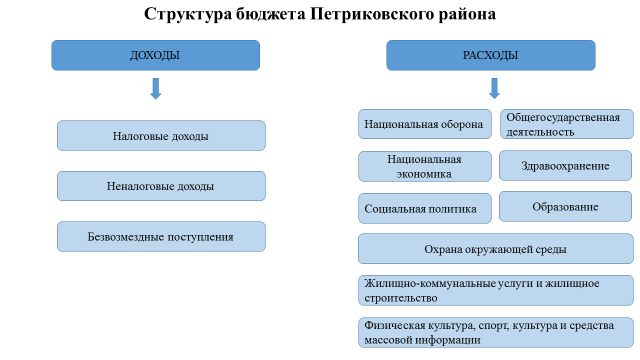 Структура бюджета Петриковского района
ДОХОДЫ
Налоговые доходы
Неналоговые доходы
Безвозмездные поступления
РАСХОДЫ
Национальная оборона
Общегосударственная
деятельность
Национальная
экономика
Здравоохранение
Социальная политика
Образование
Охрана окружающей среды
Жилищно-коммунальные услуги и жилищное
строительство
Физическая культура, спорт, культура и средства
массовой информации